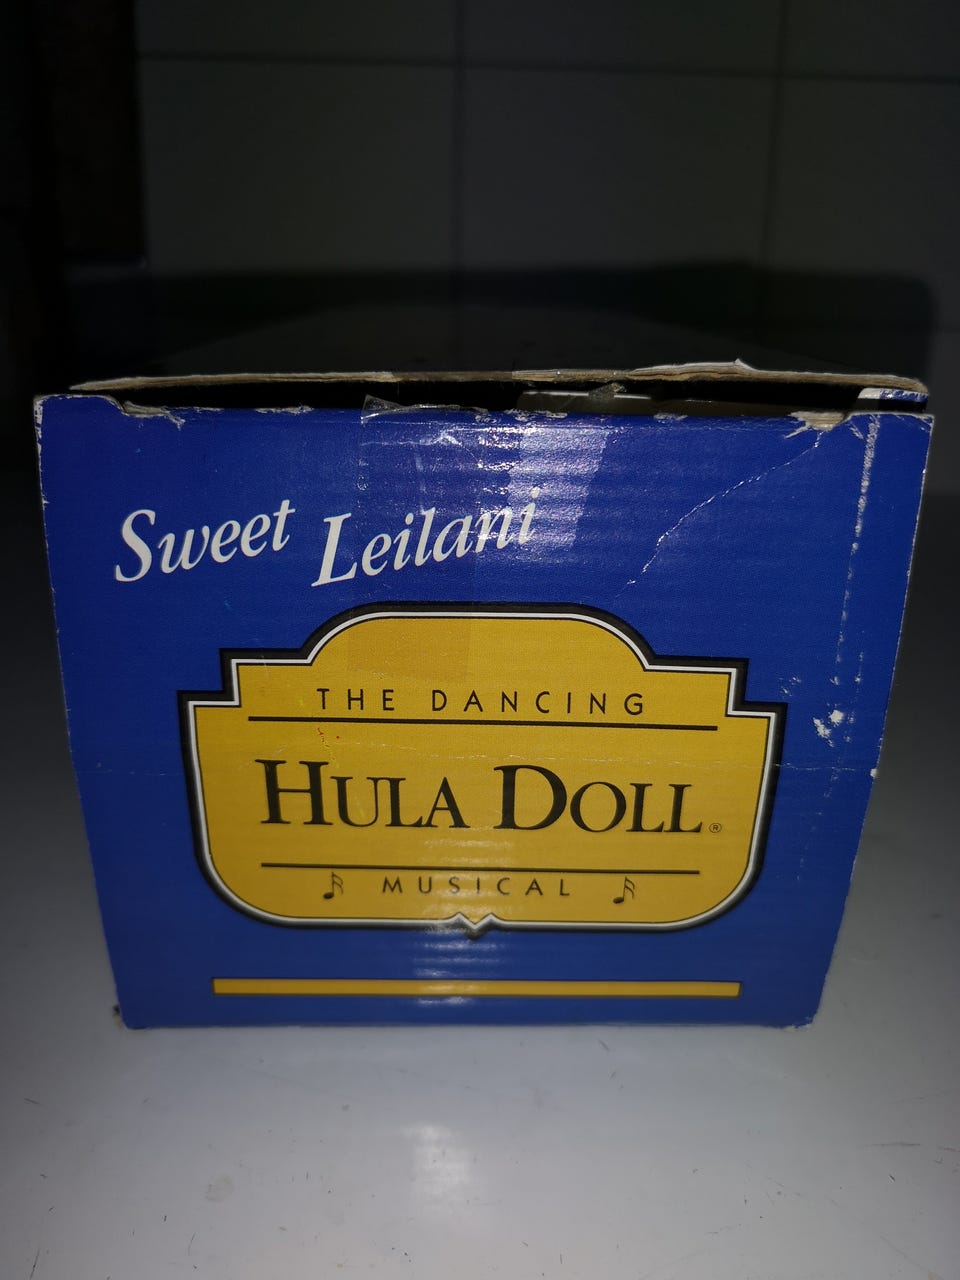 Sweet Leilani
THE DANCING
HULA DOLL®
MUSICAL